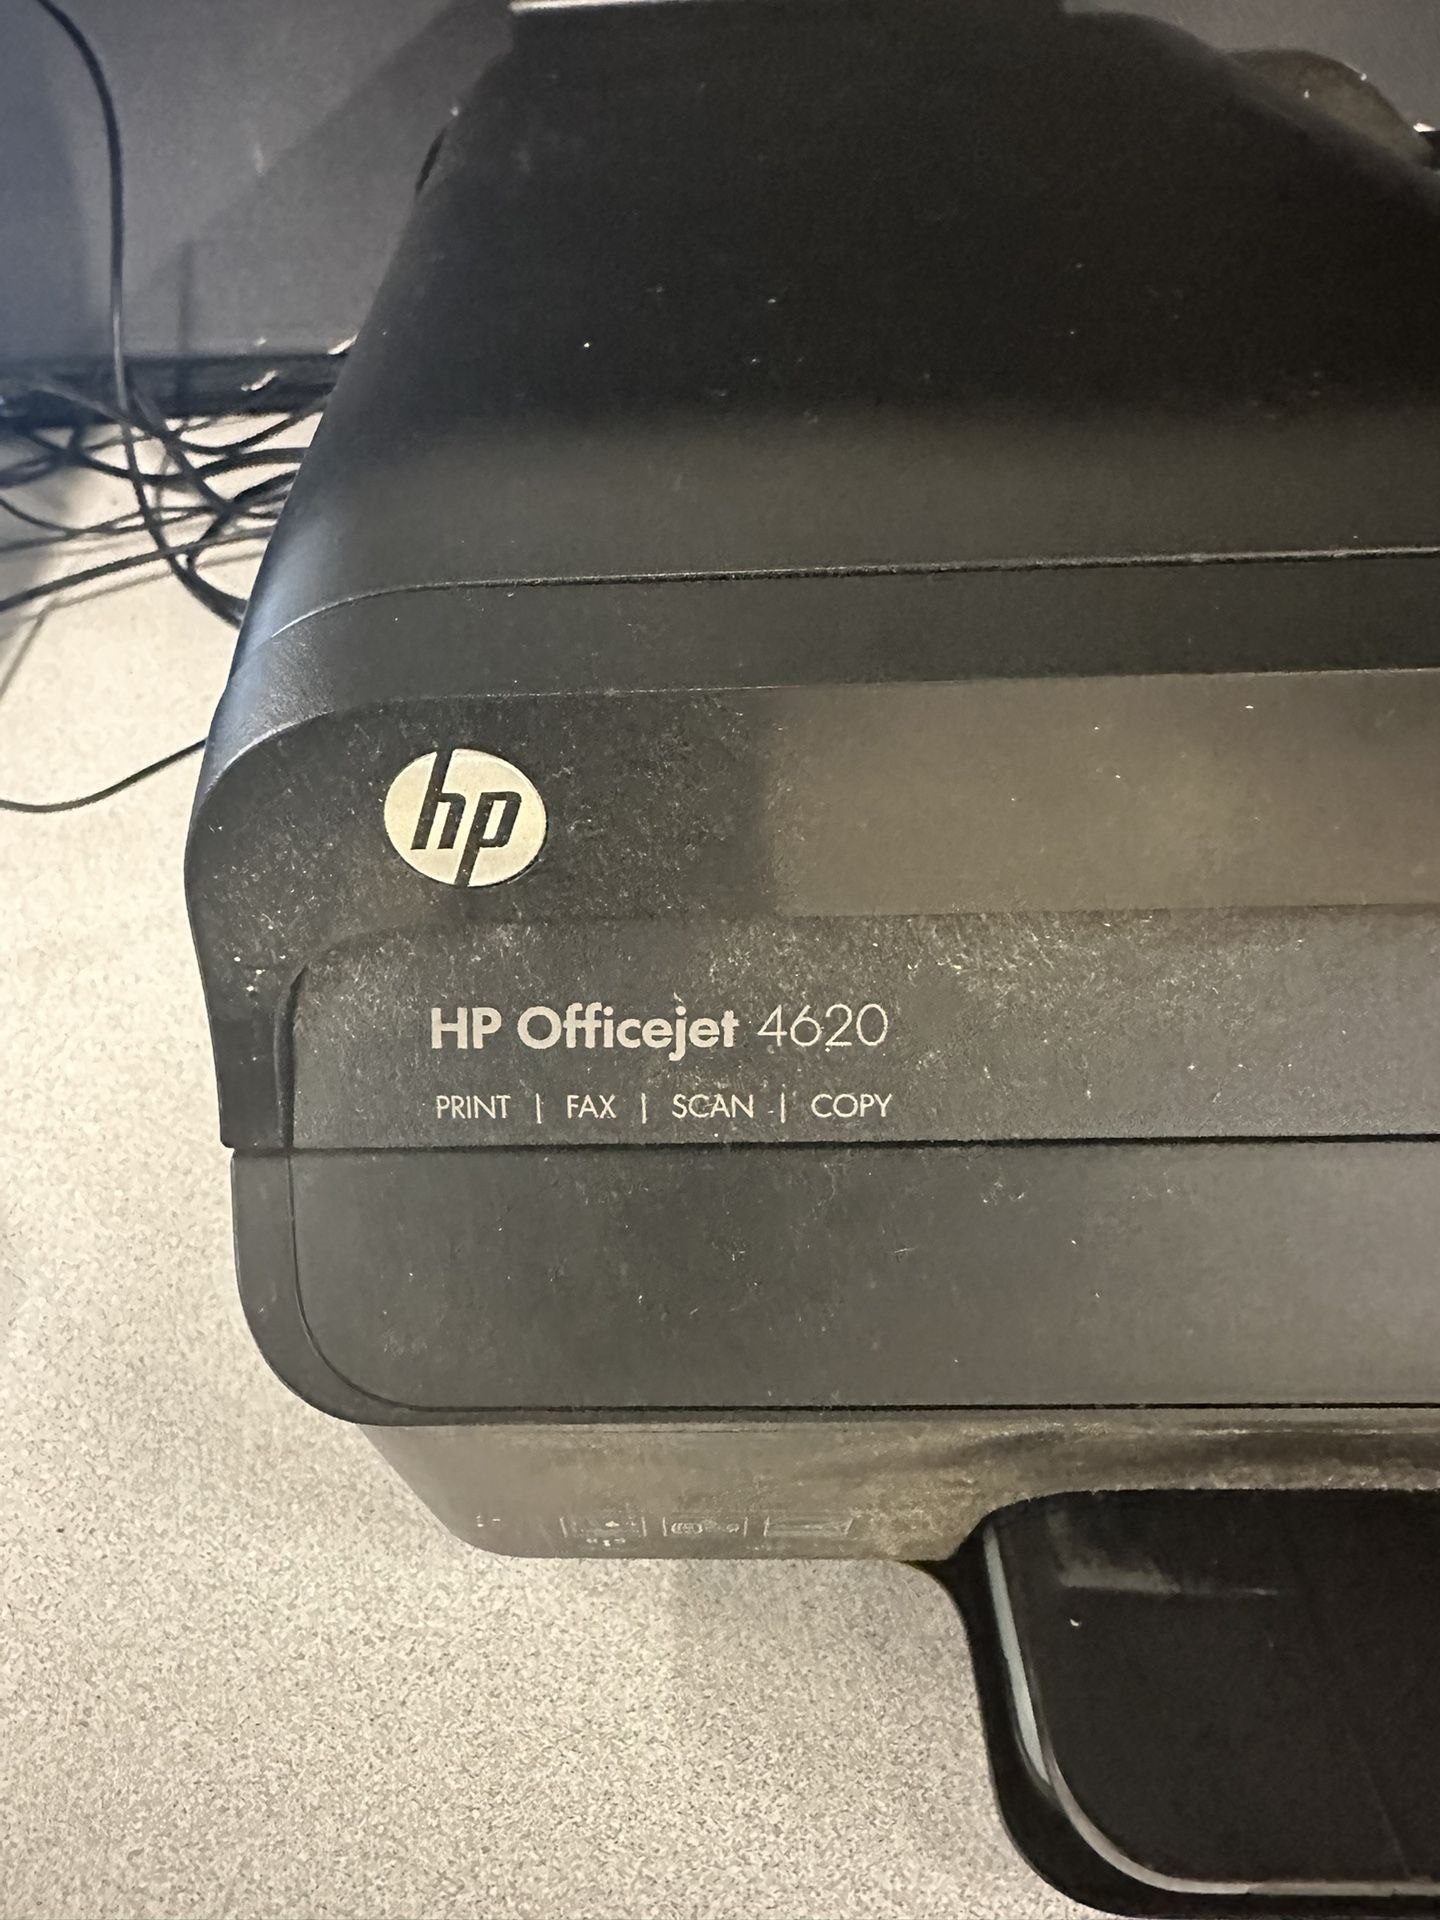 hp
HP Officejet 4620
PRINT | FAX | SCAN | COPY